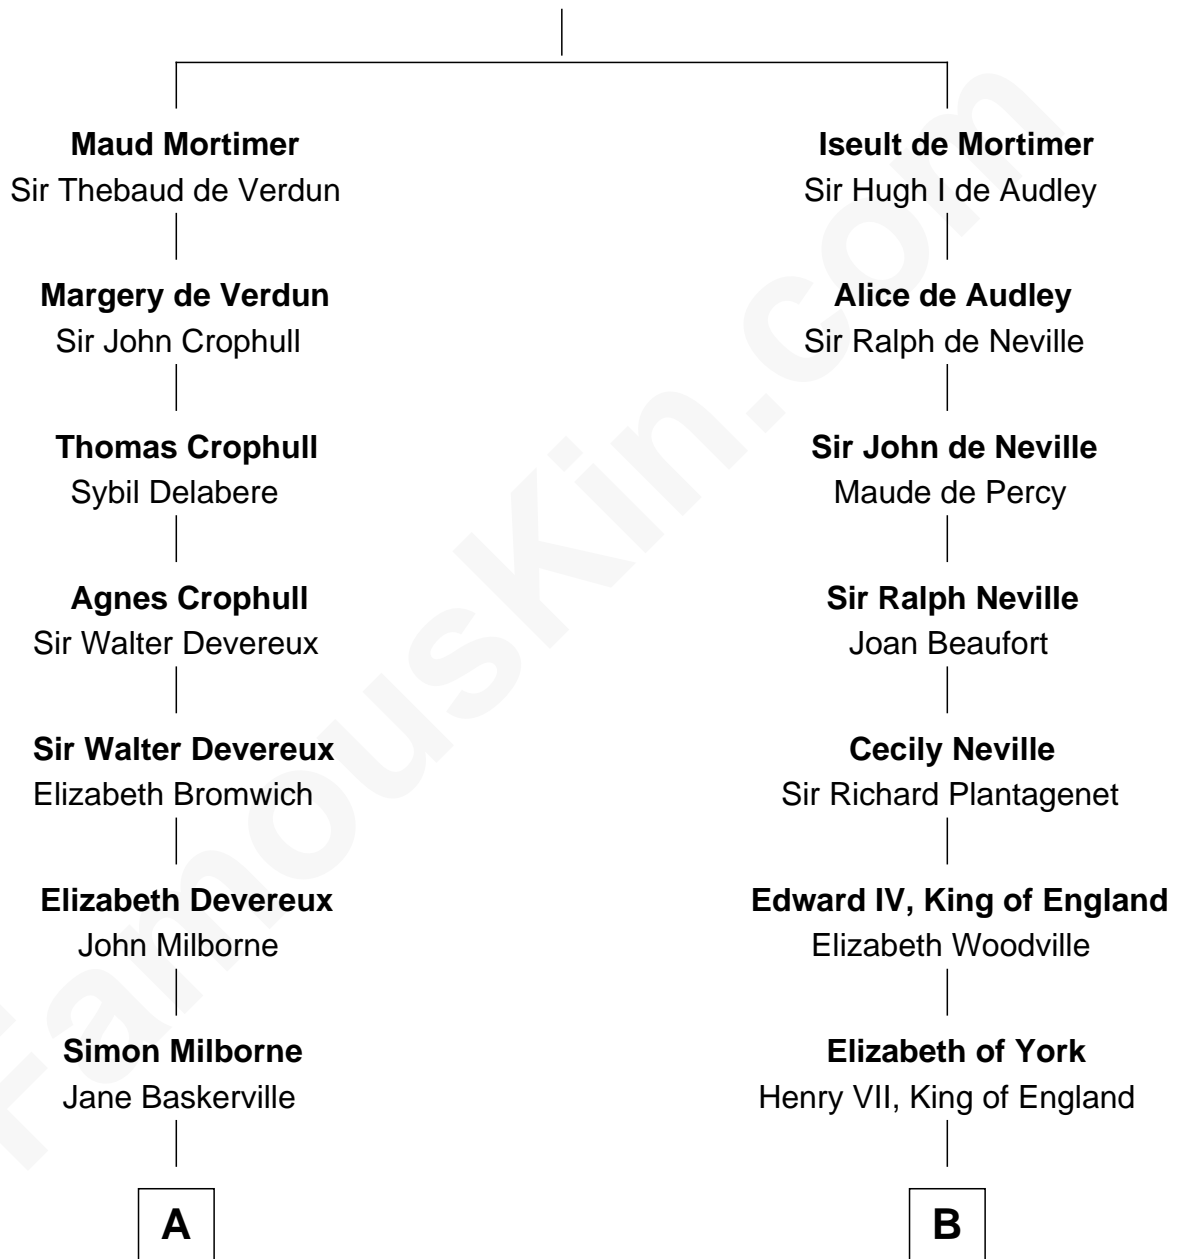 Maud Mortimer
Sir Thebaud de Verdun
Iseult de Mortimer
Sir Hugh I de Audley
Margery de Verdun
Sir John Crophull
Alice de Audley
Sir Ralph de Neville
Thomas Crophull
Sybil Delabere
Sir John de Neville
Maude de Percy
Agnes Crophull
Sir Walter Devereux
Sir Ralph Neville
Joan Beaufort
Sir Walter Devereux
Elizabeth Bromwich
Cecily Neville
Sir Richard Plantagenet
Elizabeth Devereux
John Milborne
Edward IV, King of England
Elizabeth Woodville
Simon Milborne
Jane Baskerville
Elizabeth of York
Henry VII, King of England
A
B
FamousKin.com